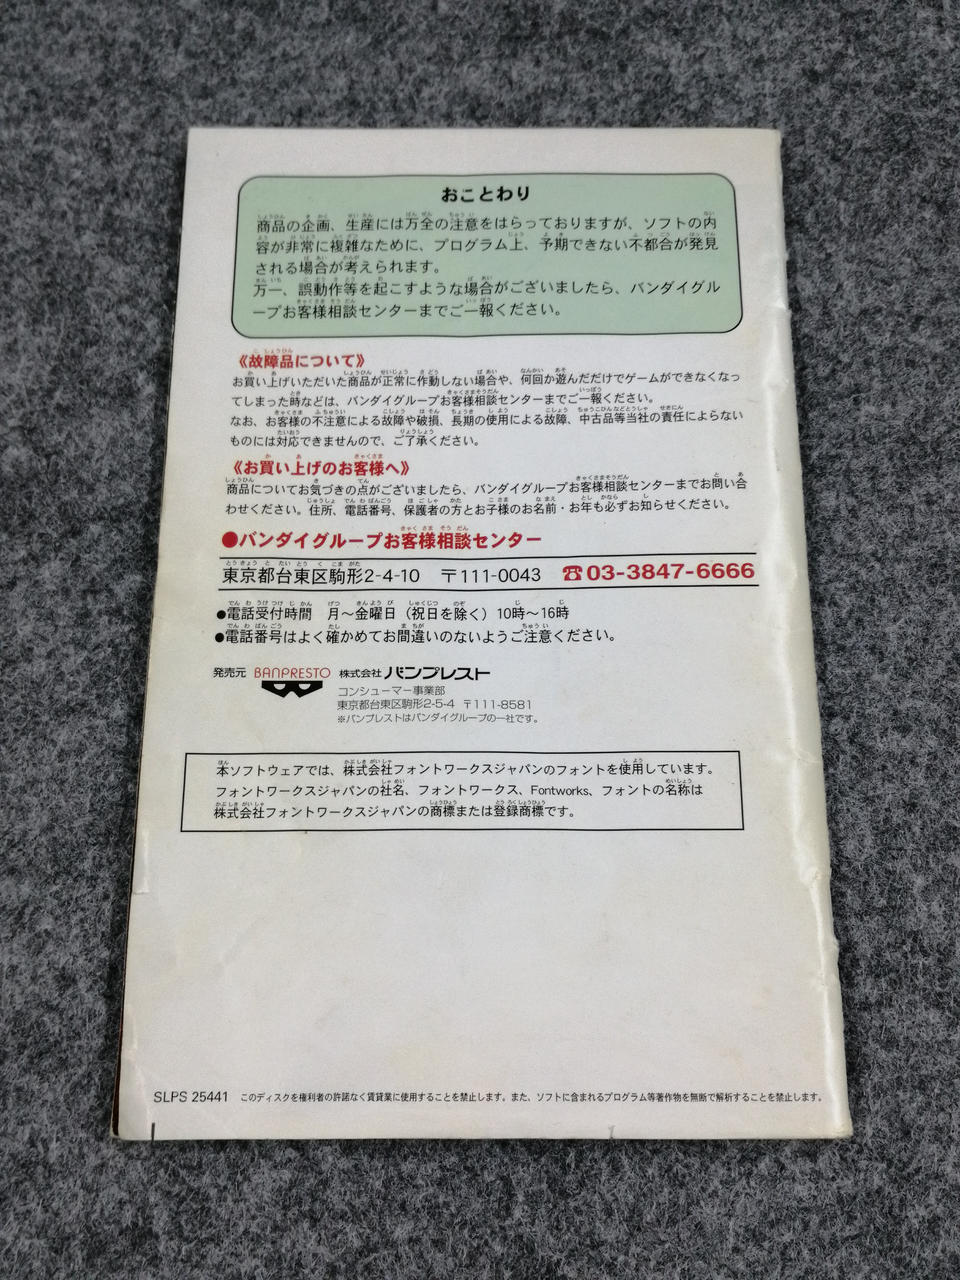 おことわり
商品の企画、生産には万全の注意をはらっておりますが、ソフトの内
容が非常に複雑なために、プログラム上、予期できない不都合が発見
される場合が考えられます。
万一、誤動作等を起こすような場合がございましたら、バンダイグル
ープお客様相談センターまでご一報ください。
《故障品について》
お買い上げいただいた商品が正常に作動しない場合や、何回か遊んだだけでゲームができなくなっ
てしまった時などは、バンダイグループお客様相談センターまでご一報ください。
なお、お客様の不注意による故障や破損、長期の使用による故障、中古品等当社の責任によらない
ものには対応できませんので、ご了承ください。
《お買い上げのお客様へ》
商品についてお気づきの点がございましたら、バンダイグループお客様相談センターまでお問い合
わせください。住所、電話番号、保護者の方とお子様のお名前・お年も必ずお知らせください。
●バンダイグループお客様相談センター
東京都台東区駒形2-4-10 〒111-0043 ☎03-3847-6666
●電話受付時間 月〜金曜日（祝日を除く）10時〜16時
●電話番号はよく確かめてお間違いのないようご注意ください。
発売元 BANPRESTO 株式会社バンプレスト
コンシューマー事業部
東京都台東区駒形2-5-4 〒111-8581
※バンプレストはバンダイグループの一社です。
本ソフトウェアでは、株式会社フォントワークスジャパンのフォントを使用しています。
フォントワークスジャパンの社名、フォントワークス、Fontworks、フォントの名称は
株式会社フォントワークスジャパンの商標または登録商標です。
SLPS 25441 このディスクを権利者の許諾なく賃貸業に使用することを禁止します。また、ソフトに含まれるプログラム等著作物を無断で解析することを禁止します。